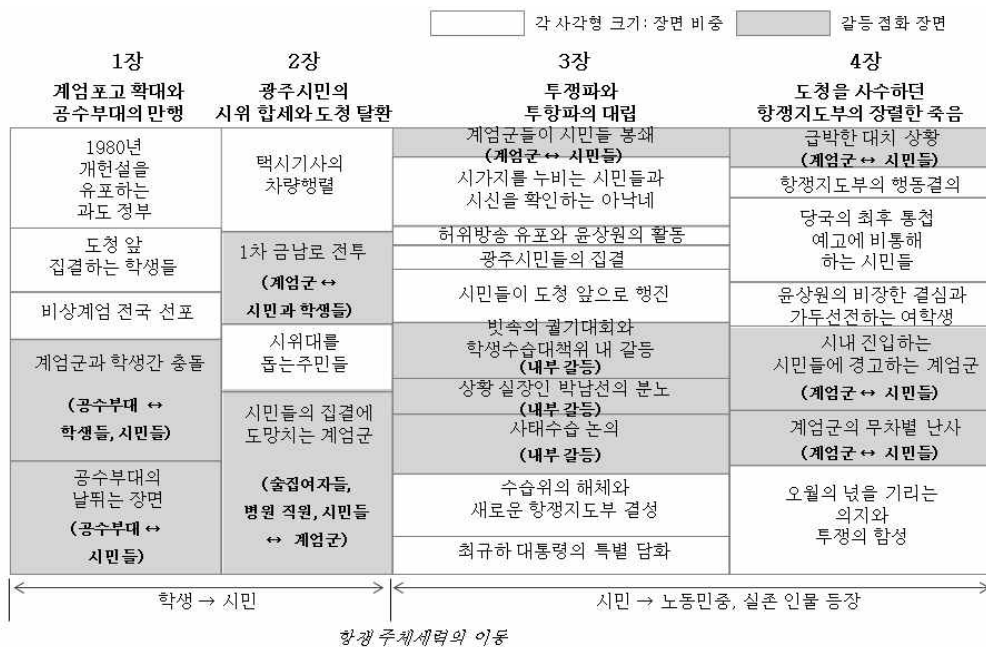 각 사각형 크기: 장면 비중
갈등 점화 장면
1장
계엄포고 확대와
공수부대의 만행
2장
광주시민의
시위 합세와 도청 탈환
3장
투쟁파와
투항파의 대립
4장
도청을 사수하던
항쟁지도부의 장렬한 죽음
1980년
개헌설을
유포하는
과도 정부
도청 앞
집결하는 학생들
비상계엄 전국 선포
계엄군과 학생간 충돌
(공수부대 ↔
학생들, 시민들)
공수부대의
날뛰는 장면
(공수부대 ↔
시민들)
택시기사의
차량행렬
1차 금남로 전투
(계엄군 ↔
시민과 학생들)
시위대를
돕는주민들
시민들의 집결에
도망치는 계엄군
(술집여자들,
병원 직원, 시민들
↔ 계엄군)
계엄군들이 시민들 봉쇄
(계엄군 ↔ 시민들)
시가지를 누비는 시민들과
시신을 확인하는 아낙네
허위방송 유포와 윤상원의 활동
광주시민들의 집결
시민들이 도청 앞으로 행진
빗속의 궐기대회와
학생수습대책위 내 갈등
(내부 갈등)
상황 실장인 박남선의 분노
(내부 갈등)
사태수습 논의
(내부 갈등)
수습위의 해체와
새로운 항쟁지도부 결성
최규하 대통령의 특별 담화
급박한 대치 상황
(계엄군 ↔ 시민들)
항쟁지도부의 행동결의
당국의 최후 통첩
예고에 비통해
하는 시민들
윤상원의 비장한 결심과
가두선전하는 여학생
시내 진입하는
시민들에 경고하는 계엄군
(계엄군 ↔ 시민들)
계엄군의 무차별 난사
(계엄군 ↔ 시민들)
오월의 넋을 기리는
의지와
투쟁의 함성
학생 → 시민
시민 → 노동민중, 실존 인물 등장
항쟁 주체세력의 이동